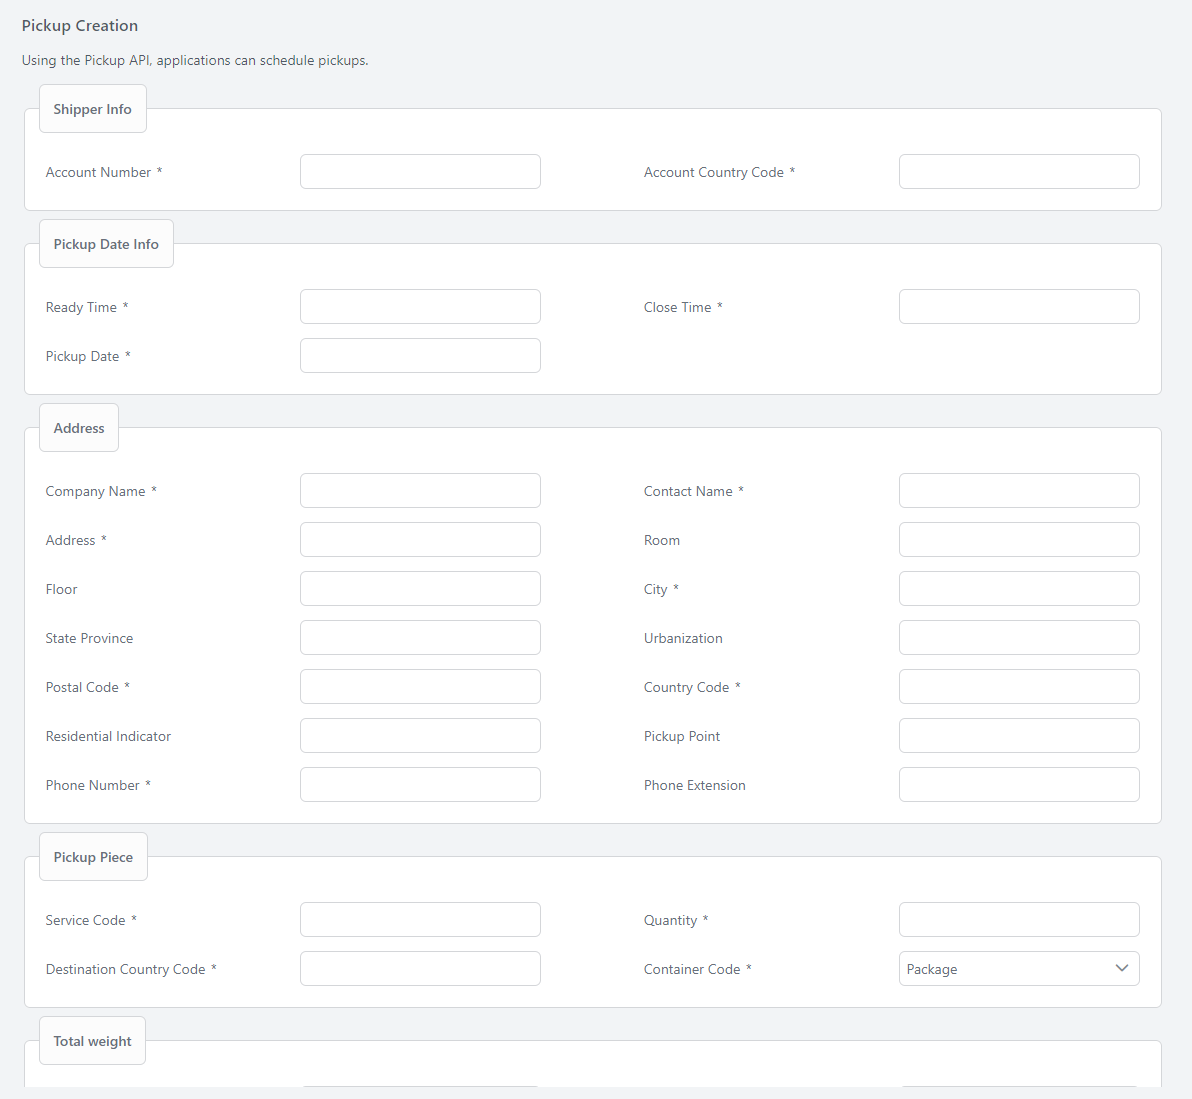 Pickup Creation
Using the Pickup API, applications can schedule pickups.
Shipper Info
Account Number *
Account Country Code *
Pickup Date Info
Ready Time *
Close Time *
Pickup Date *
Address
Company Name *
Contact Name *
Address *
Room
Floor
City *
State Province
Urbanization
Postal Code *
Country Code *
Residential Indicator
Pickup Point
Phone Number *
Phone Extension
Pickup Piece
Service Code *
Quantity *
Destination Country Code *
Container Code *
Package
Total weight